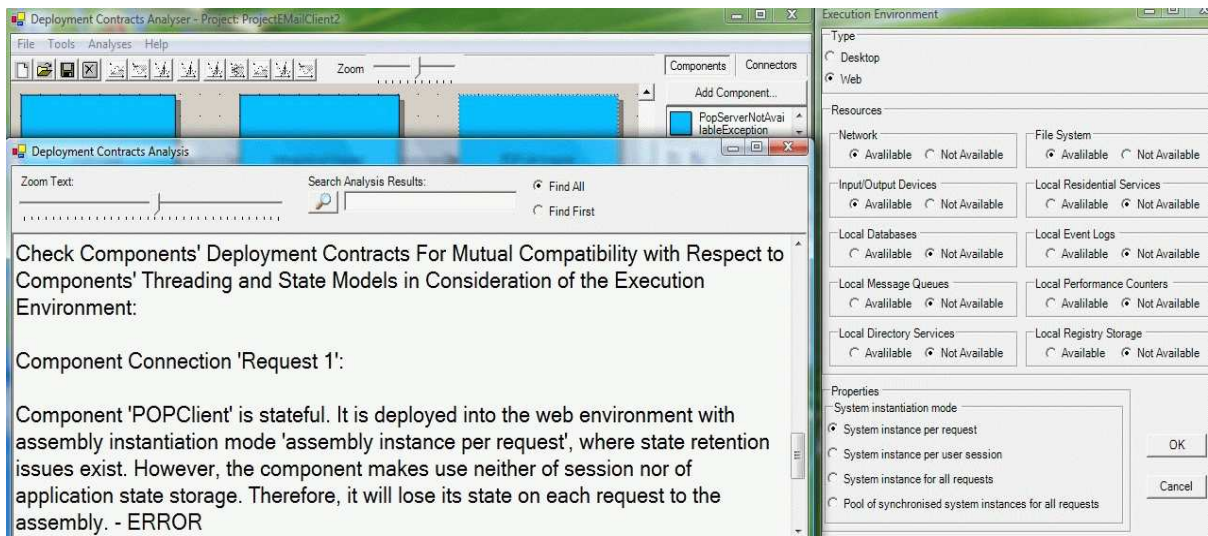 Deployment Contracts Analyser - Project: ProjectEMailClient2
File Tools Analyses Help
Zoom
Components Connectors
Add Component...
PopServerNotAvai
lableException
Deployment Contracts Analysis
Zoom Text:
Search Analysis Results:
Find All
Find First
Check Components' Deployment Contracts For Mutual Compatibility with Respect to
Components' Threading and State Models in Consideration of the Execution
Environment:
Component Connection 'Request 1':
Component 'POPClient' is stateful. It is deployed into the web environment with
assembly instantiation mode 'assembly instance per request', where state retention
issues exist. However, the component makes use neither of session nor of
application state storage. Therefore, it will lose its state on each request to the
assembly. - ERROR
Execution Environment
Type
Desktop
Web
Resources
Network
Avalilable Not Available
File System
Avalilable Not Available
Input/Output Devices
Avalilable Not Available
Local Residential Services
Avalilable Not Available
Local Databases
Avalilable Not Available
Local Event Logs
Avalilable Not Available
Local Message Queues
Avalilable Not Available
Local Performance Counters
Avalilable Not Available
Local Directory Services
Avalilable Not Available
Local Registry Storage
Available Not Available
Properties
System instantiation mode
System instance per request
System instance per user session
System instance for all requests
Pool of synchronised system instances for all requests
OK
Cancel